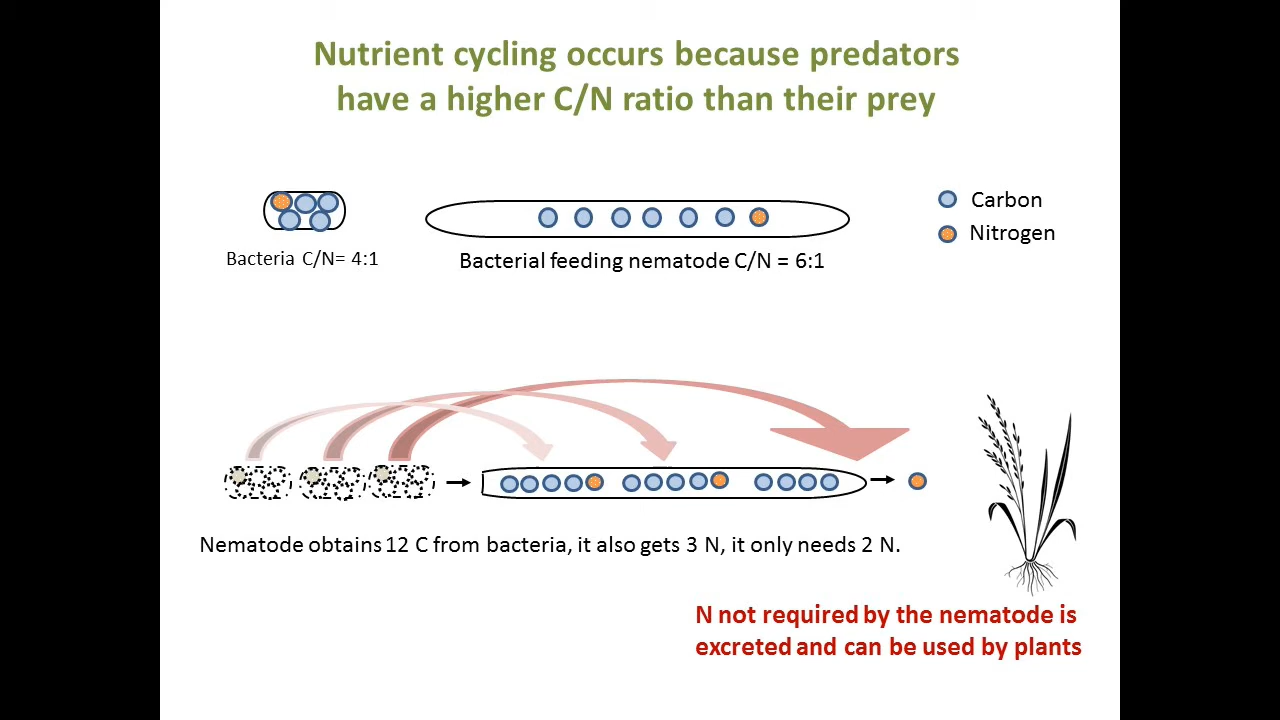 Nutrient cycling occurs because predators
have a higher C/N ratio than their prey
Carbon
Nitrogen
Bacteria C/N= 4:1
Bacterial feeding nematode C/N = 6:1
Nematode obtains 12 C from bacteria, it also gets 3 N, it only needs 2 N.
N not required by the nematode is
excreted and can be used by plants